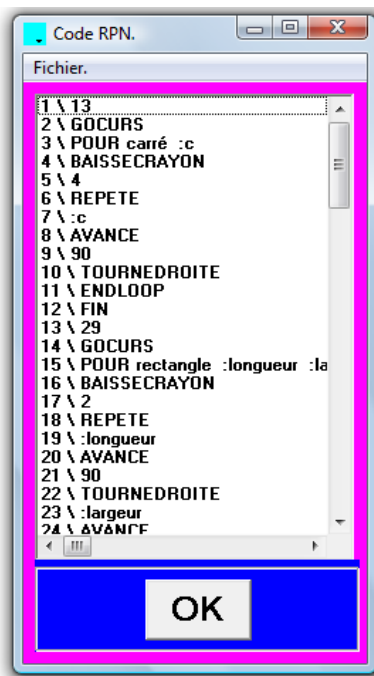 Code RPN.
Fichier.
1 \ 13
2 \ GOCURS
3 \ POUR carré  :c
4 \ BAISSECRAYON
5 \ 4
6 \ REPETE
7 \ :c
8 \ AVANCE
9 \ 90
10 \ TOURNEDROITE
11 \ ENDLOOP
12 \ FIN
13 \ 29
14 \ GOCURS
15 \ POUR rectangle  :longueur  :la
16 \ BAISSECRAYON
17 \ 2
18 \ REPETE
19 \ :longueur
20 \ AVANCE
21 \ 90
22 \ TOURNEDROITE
23 \ :largeur
24 \ AVANCE
OK